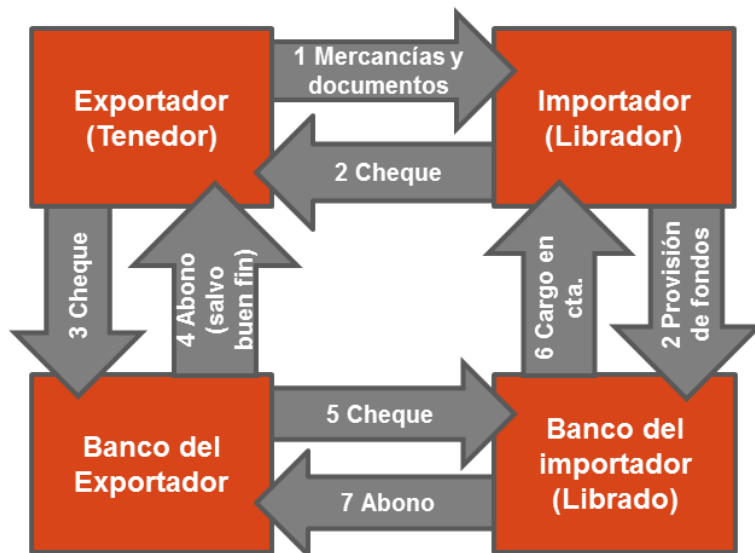 Exportador
(Tenedor)
1 Mercancías y
documentos
Importador
(Librador)
2 Cheque
3 Cheque
4 Abono
(salvo
buen fin)
6 Cargo en
cta.
2 Provisión
de fondos
Banco del
Exportador
5 Cheque
7 Abono
Banco del
importador
(Librado)